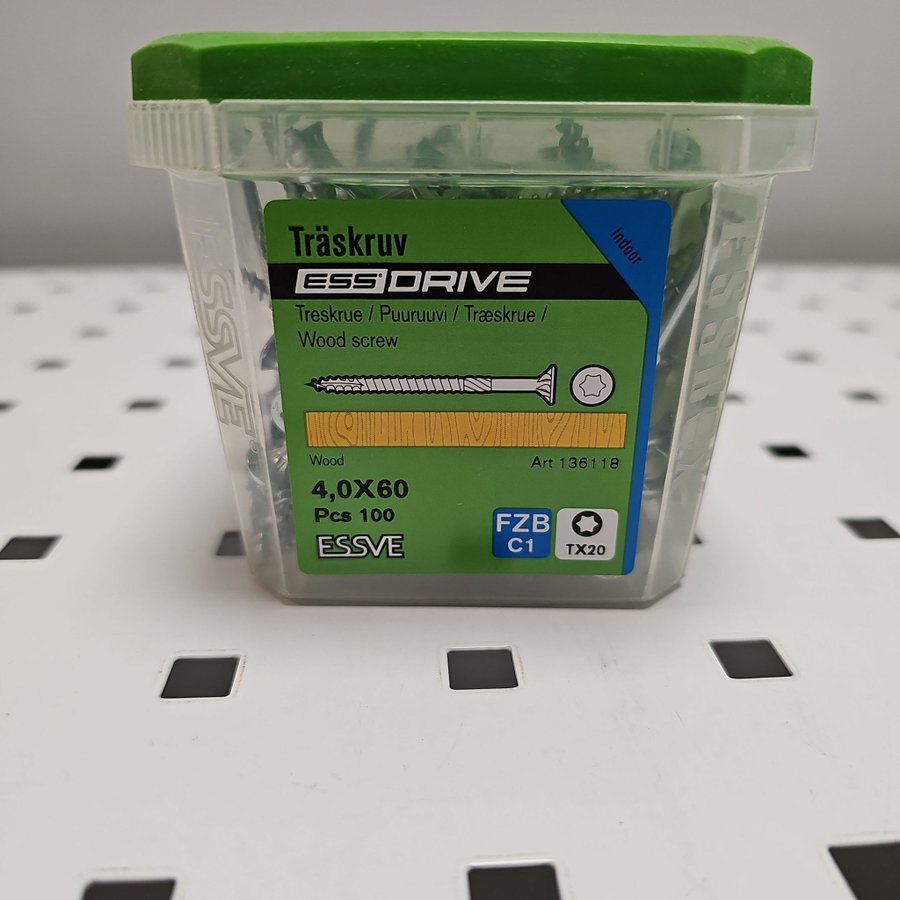 Träskruv
Indoor
ESS DRIVE
Treskrue / Puuruuvi / Træskrue /
Wood screw
Wood
Art 136118
4,0X60
Pcs 100
ESSVE
FZB
C1
TX20
ESSVE
ESSVE